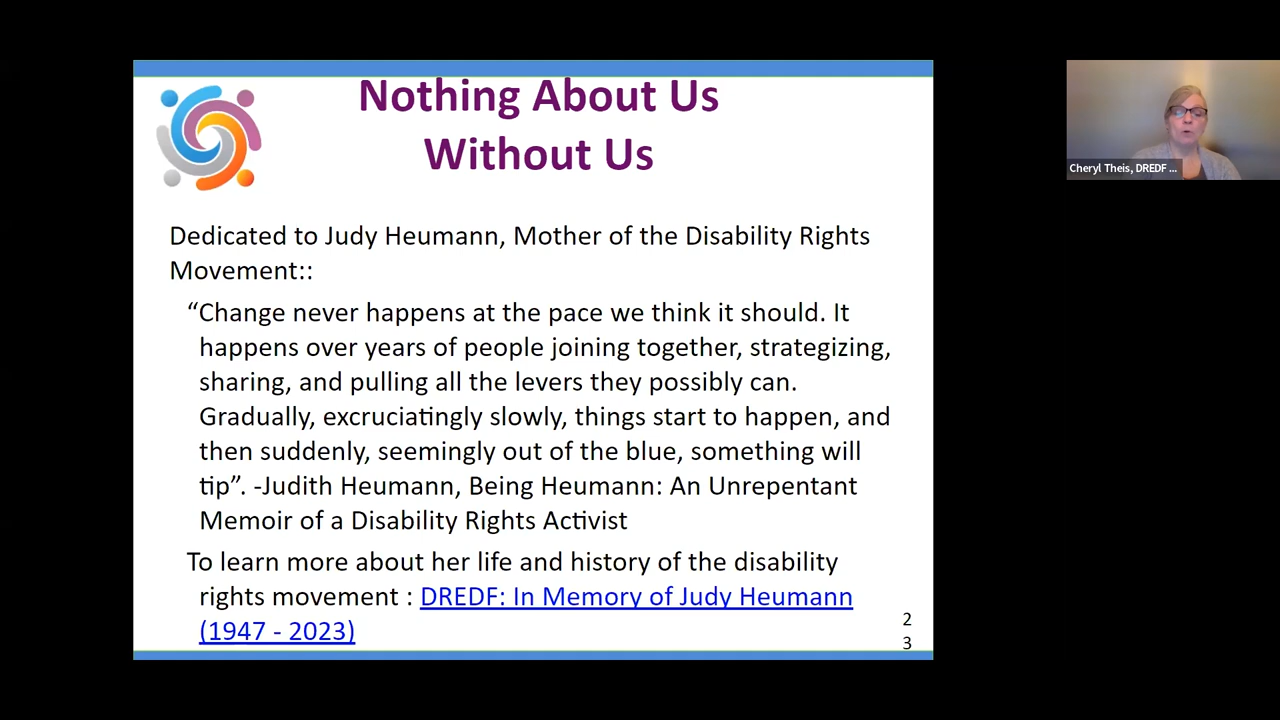 Nothing About Us
Without Us
Dedicated to Judy Heumann, Mother of the Disability Rights
Movement::
“Change never happens at the pace we think it should. It
happens over years of people joining together, strategizing,
sharing, and pulling all the levers they possibly can.
Gradually, excruciatingly slowly, things start to happen, and
then suddenly, seemingly out of the blue, something will
tip”. -Judith Heumann, Being Heumann: An Unrepentant
Memoir of a Disability Rights Activist
To learn more about her life and history of the disability
rights movement : DREDF: In Memory of Judy Heumann
(1947 - 2023)
2
3
Cheryl Theis, DREDF ...